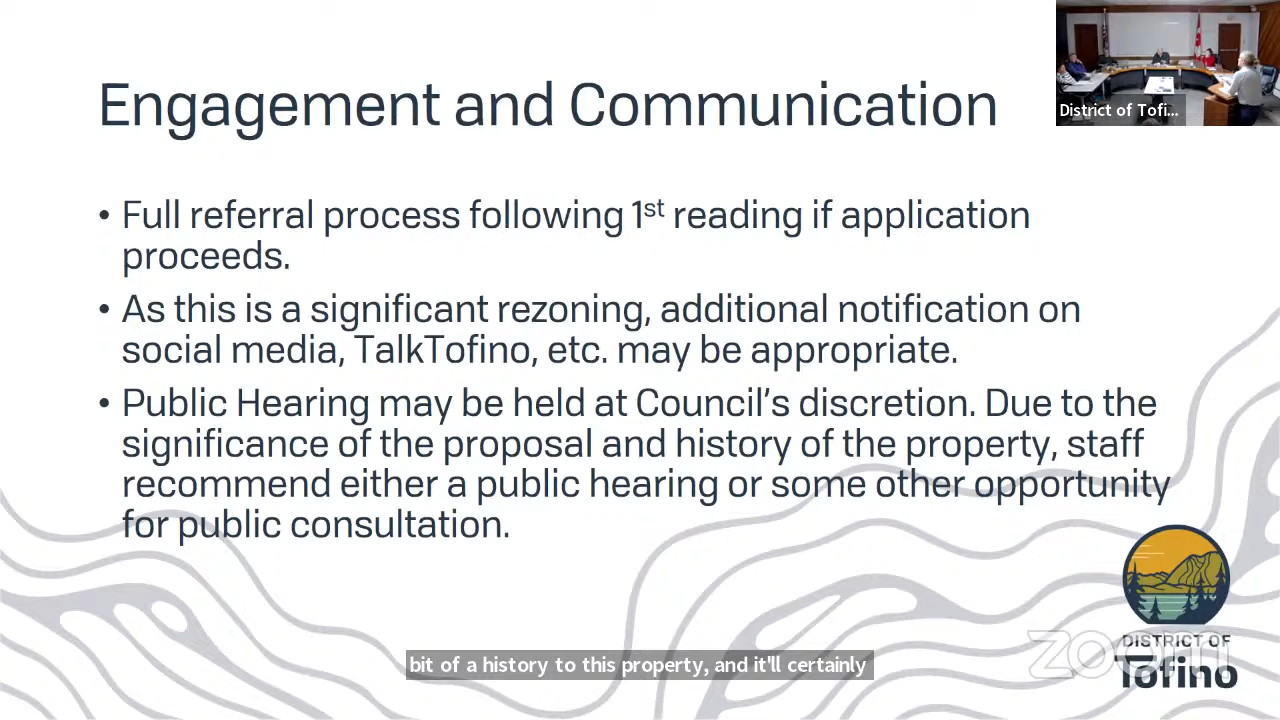 Engagement and Communication
District of Tofi...
• Full referral process following 1st reading if application
proceeds.
• As this is a significant rezoning, additional notification on
social media, TalkTofino, etc. may be appropriate.
• Public Hearing may be held at Council's discretion. Due to the
significance of the proposal and history of the property, staff
recommend either a public hearing or some other opportunity
for public consultation.
DISTRICT OF
Tofino
zoom
bit of a history to this property, and it'll certainly